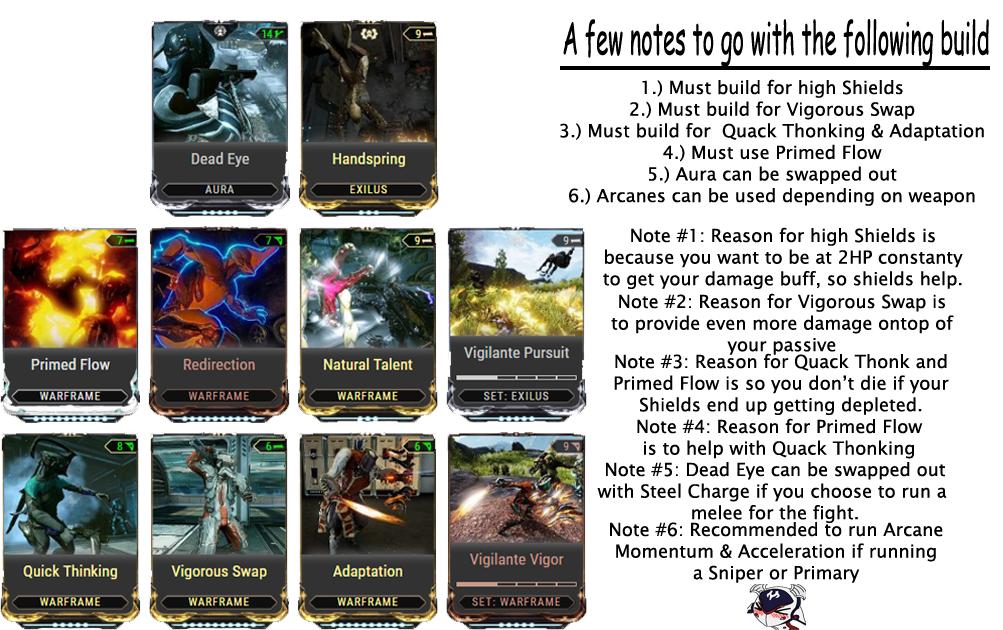 14
9
Dead Eye
AURA
Handspring
EXILUS
7
7
9
9
Primed Flow
WARFRAME
Redirection
WARFRAME
Natural Talent
WARFRAME
Vigilante Pursuit
SET: EXILUS
8
6
6
9
Quick Thinking
WARFRAME
Vigorous Swap
WARFRAME
Adaptation
WARFRAME
Vigilante Vigor
SET: WARFRAME
A few notes to go with the following build
1.) Must build for high Shields
2.) Must build for Vigorous Swap
3.) Must build for Quack Thonking & Adaptation
4.) Must use Primed Flow
5.) Aura can be swapped out
6.) Arcanes can be used depending on weapon
Note #1: Reason for high Shields is
because you want to be at 2HP constanty
to get your damage buff, so shields help.
Note #2: Reason for Vigorous Swap is
to provide even more damage ontop of
your passive
Note #3: Reason for Quack Thonk and
Primed Flow is so you don't die if your
Shields end up getting depleted.
Note #4: Reason for Primed Flow
is to help with Quack Thonking
Note #5: Dead Eye can be swapped out
with Steel Charge if you choose to run a
melee for the fight.
Note #6: Recommended to run Arcane
Momentum & Acceleration if running
a Sniper or Primary